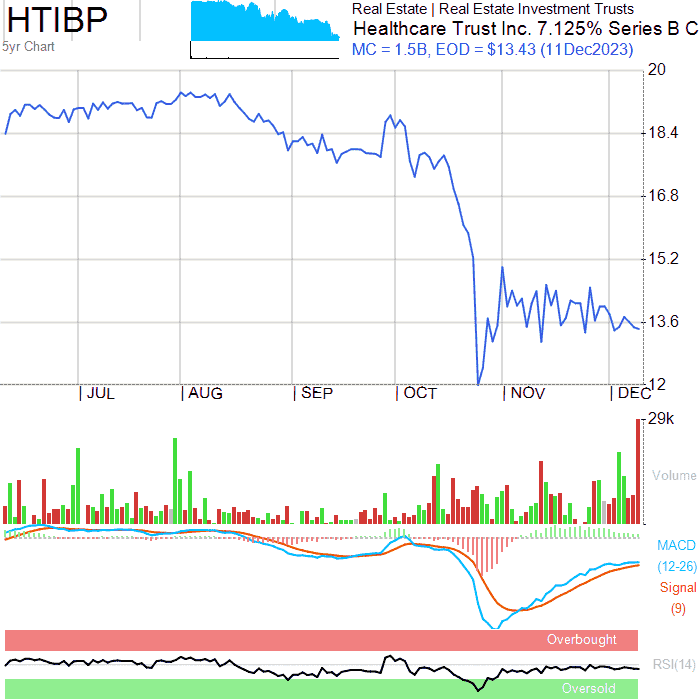 HTIBP
5yr Chart
Real Estate | Real Estate Investment Trusts
Healthcare Trust Inc. 7.125% Series B C
MC = 1.5B, EOD = $13.43 (11Dec2023)
20
18.4
16.8
15.2
13.6
12
JUL AUG SEP OCT NOV DEC
29k
Volume
MACD
(12-26)
Signal
(9)
Overbought
RSI(14)
Oversold